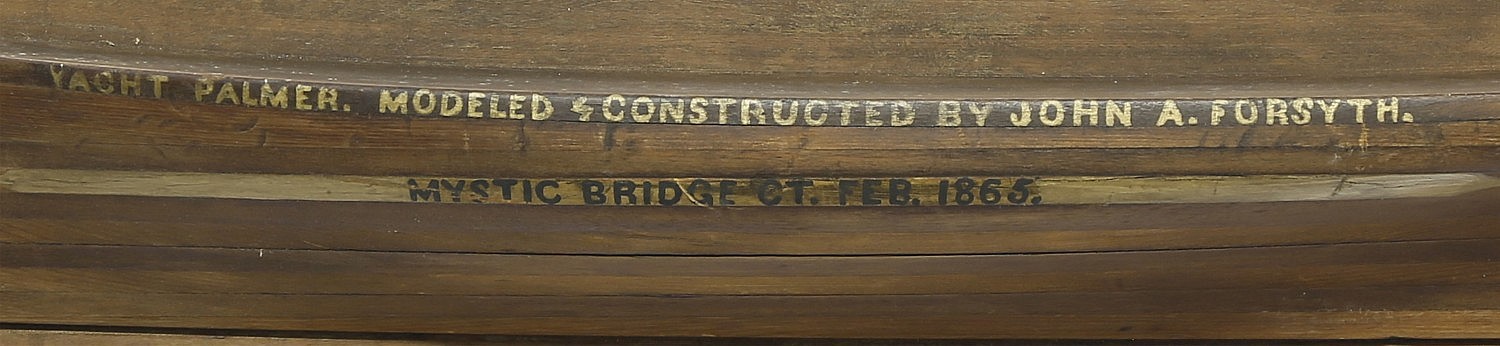 YACHT PALMER. MODELED & CONSTRUCTED BY JOHN A. FORSYTH.
MYSTIC BRIDGE CT. FEB. 1865.